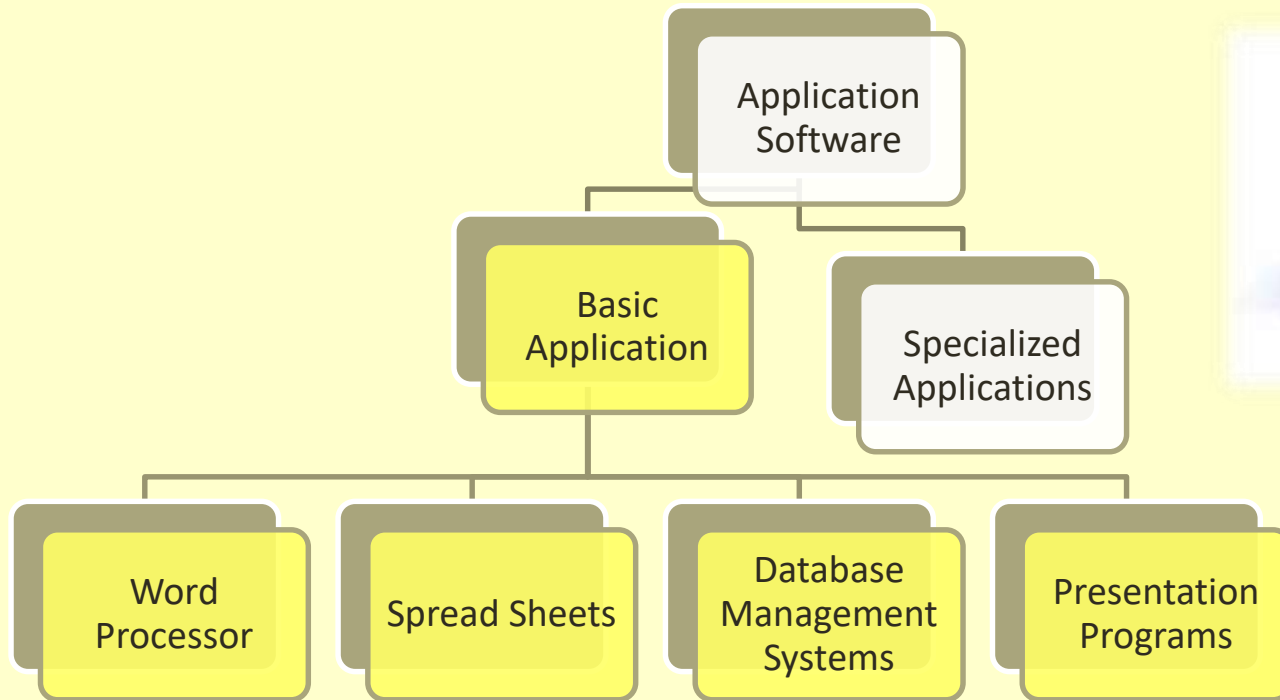 Application
Software
Basic
Application
Specialized
Applications
Word
Processor
Spread Sheets
Database
Management
Systems
Presentation
Programs